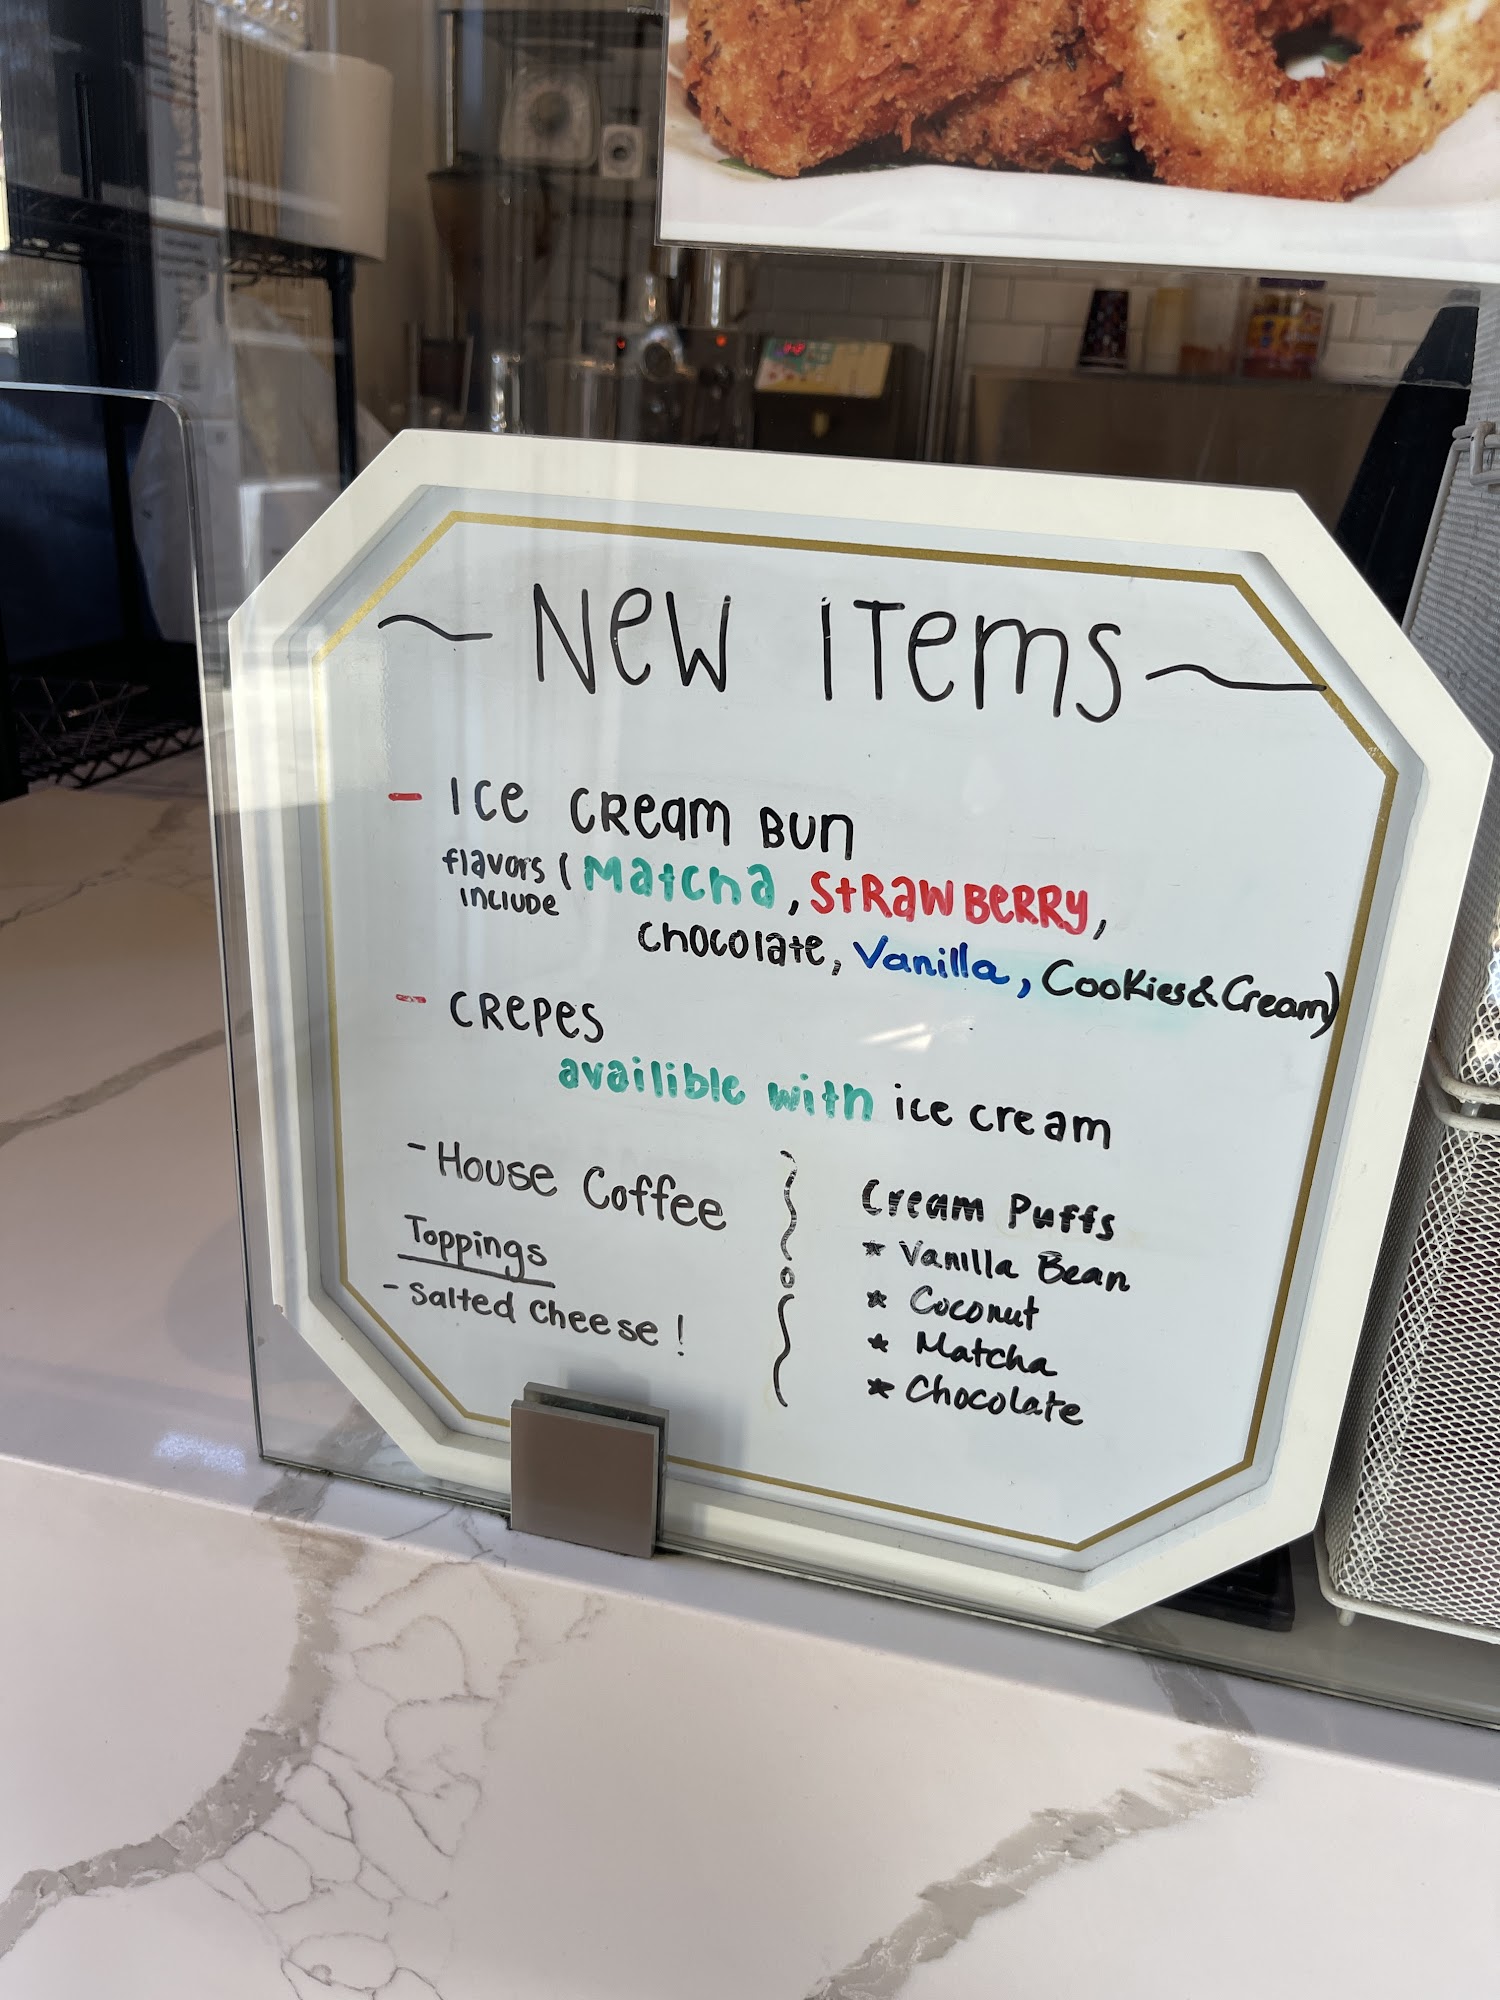 ~ New Items ~
- Ice Cream Bun
flavors (Matcha, Strawberry,
include
Chocolate, Vanilla, Cookies&Cream)
- Crepes
availible with ice cream
- House Coffee
Toppings
- Salted Cheese!
Cream Puffs
* Vanilla Bean
* Coconut
* Matcha
* Chocolate